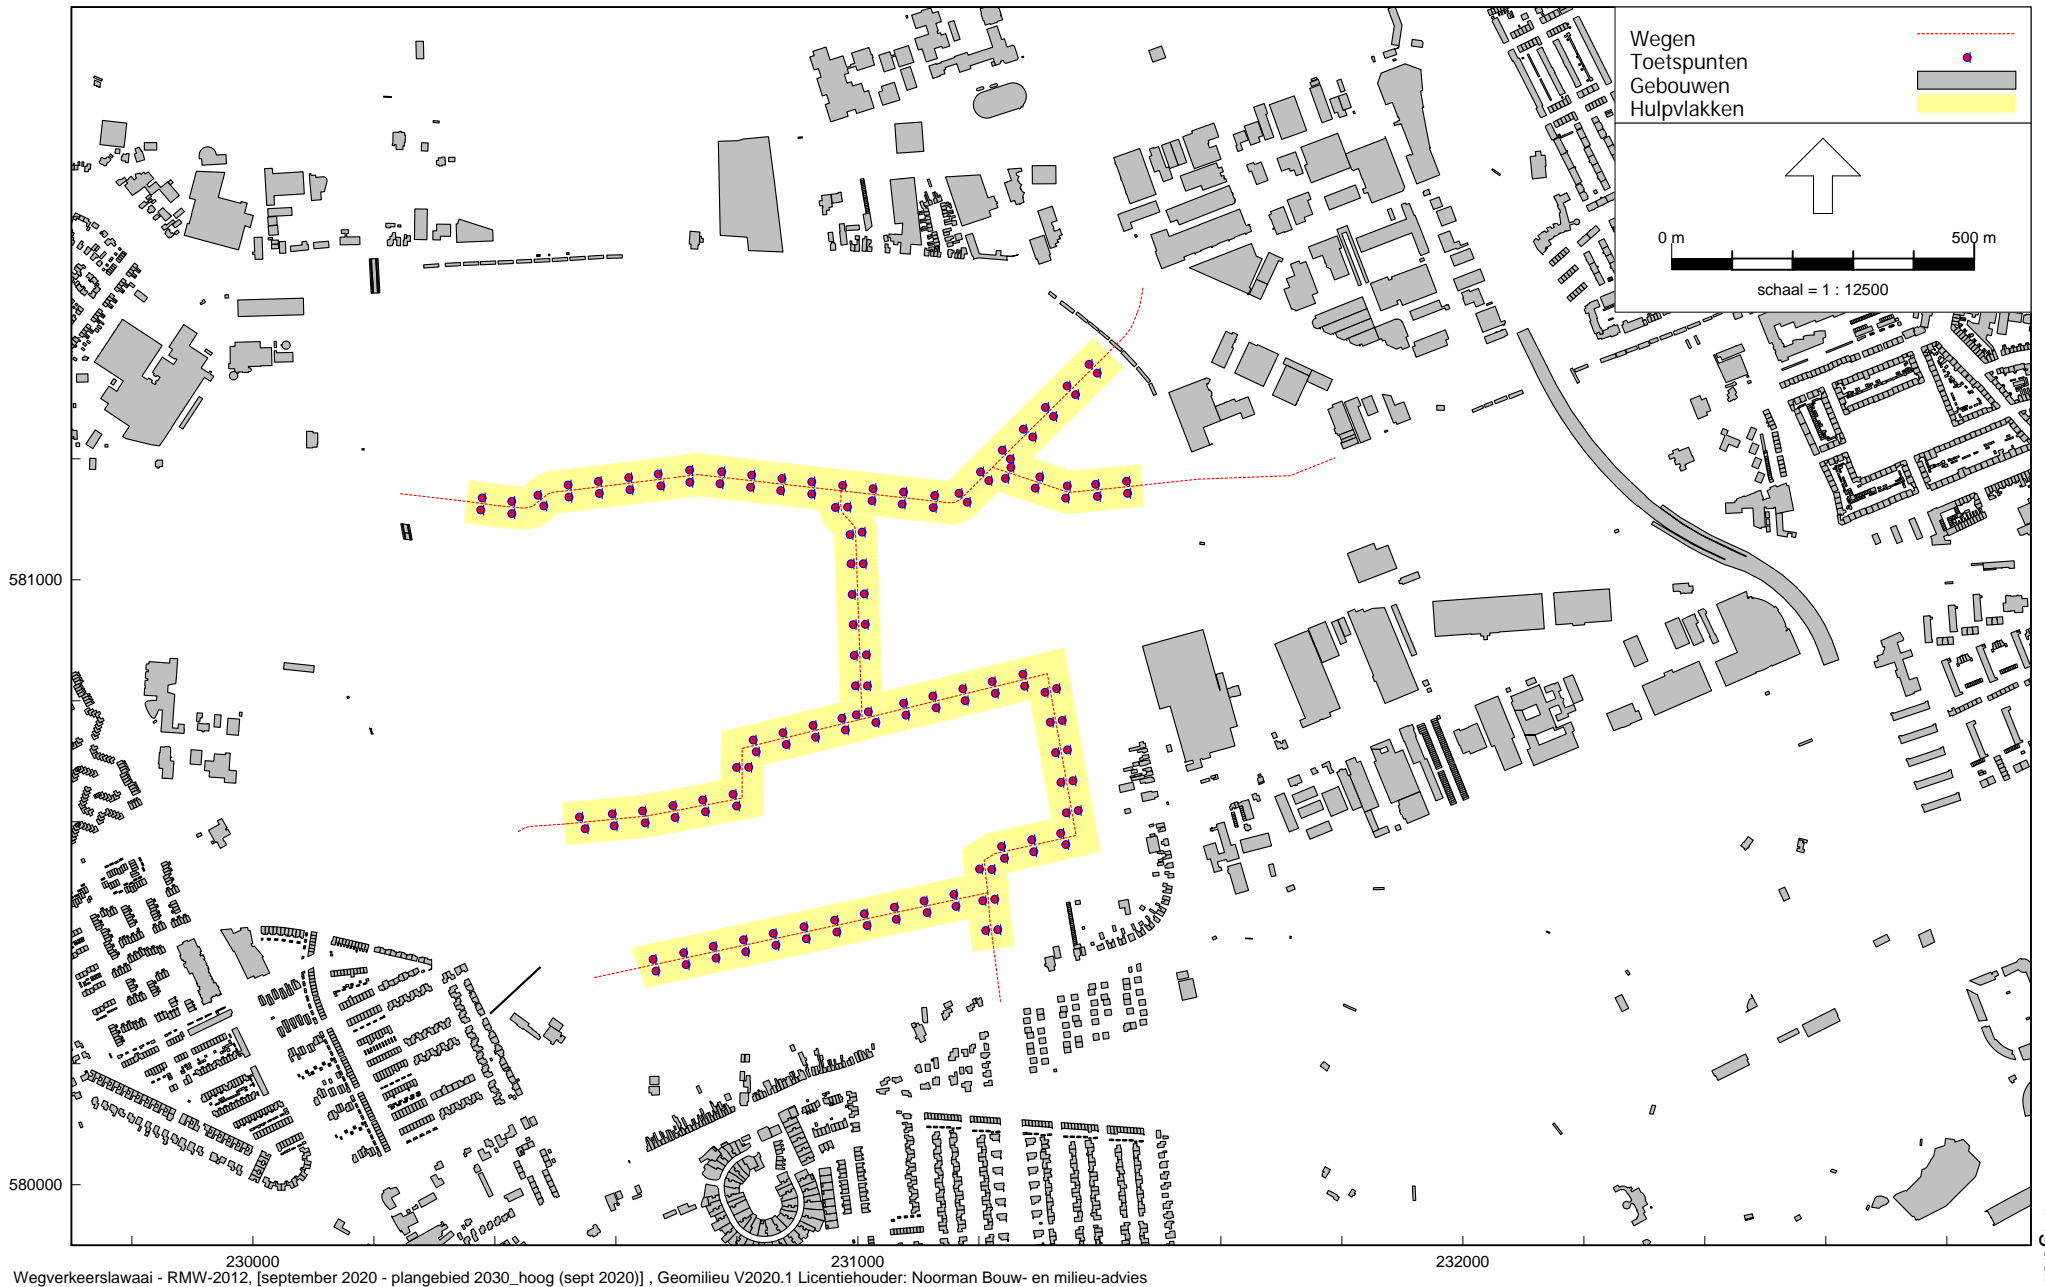 Wegen
Toetspunten
Gebouwen
Hulpvlakken
0 m 500 m
schaal = 1 : 12500
581000
580000
230000 231000 232000
Wegverkeerslawaai - RMW-2012, [september 2020 - plangebied 2030_hoog (sept 2020)] , Geomilieu V2020.1 Licentiehouder: Noorman Bouw- en milieu-advies